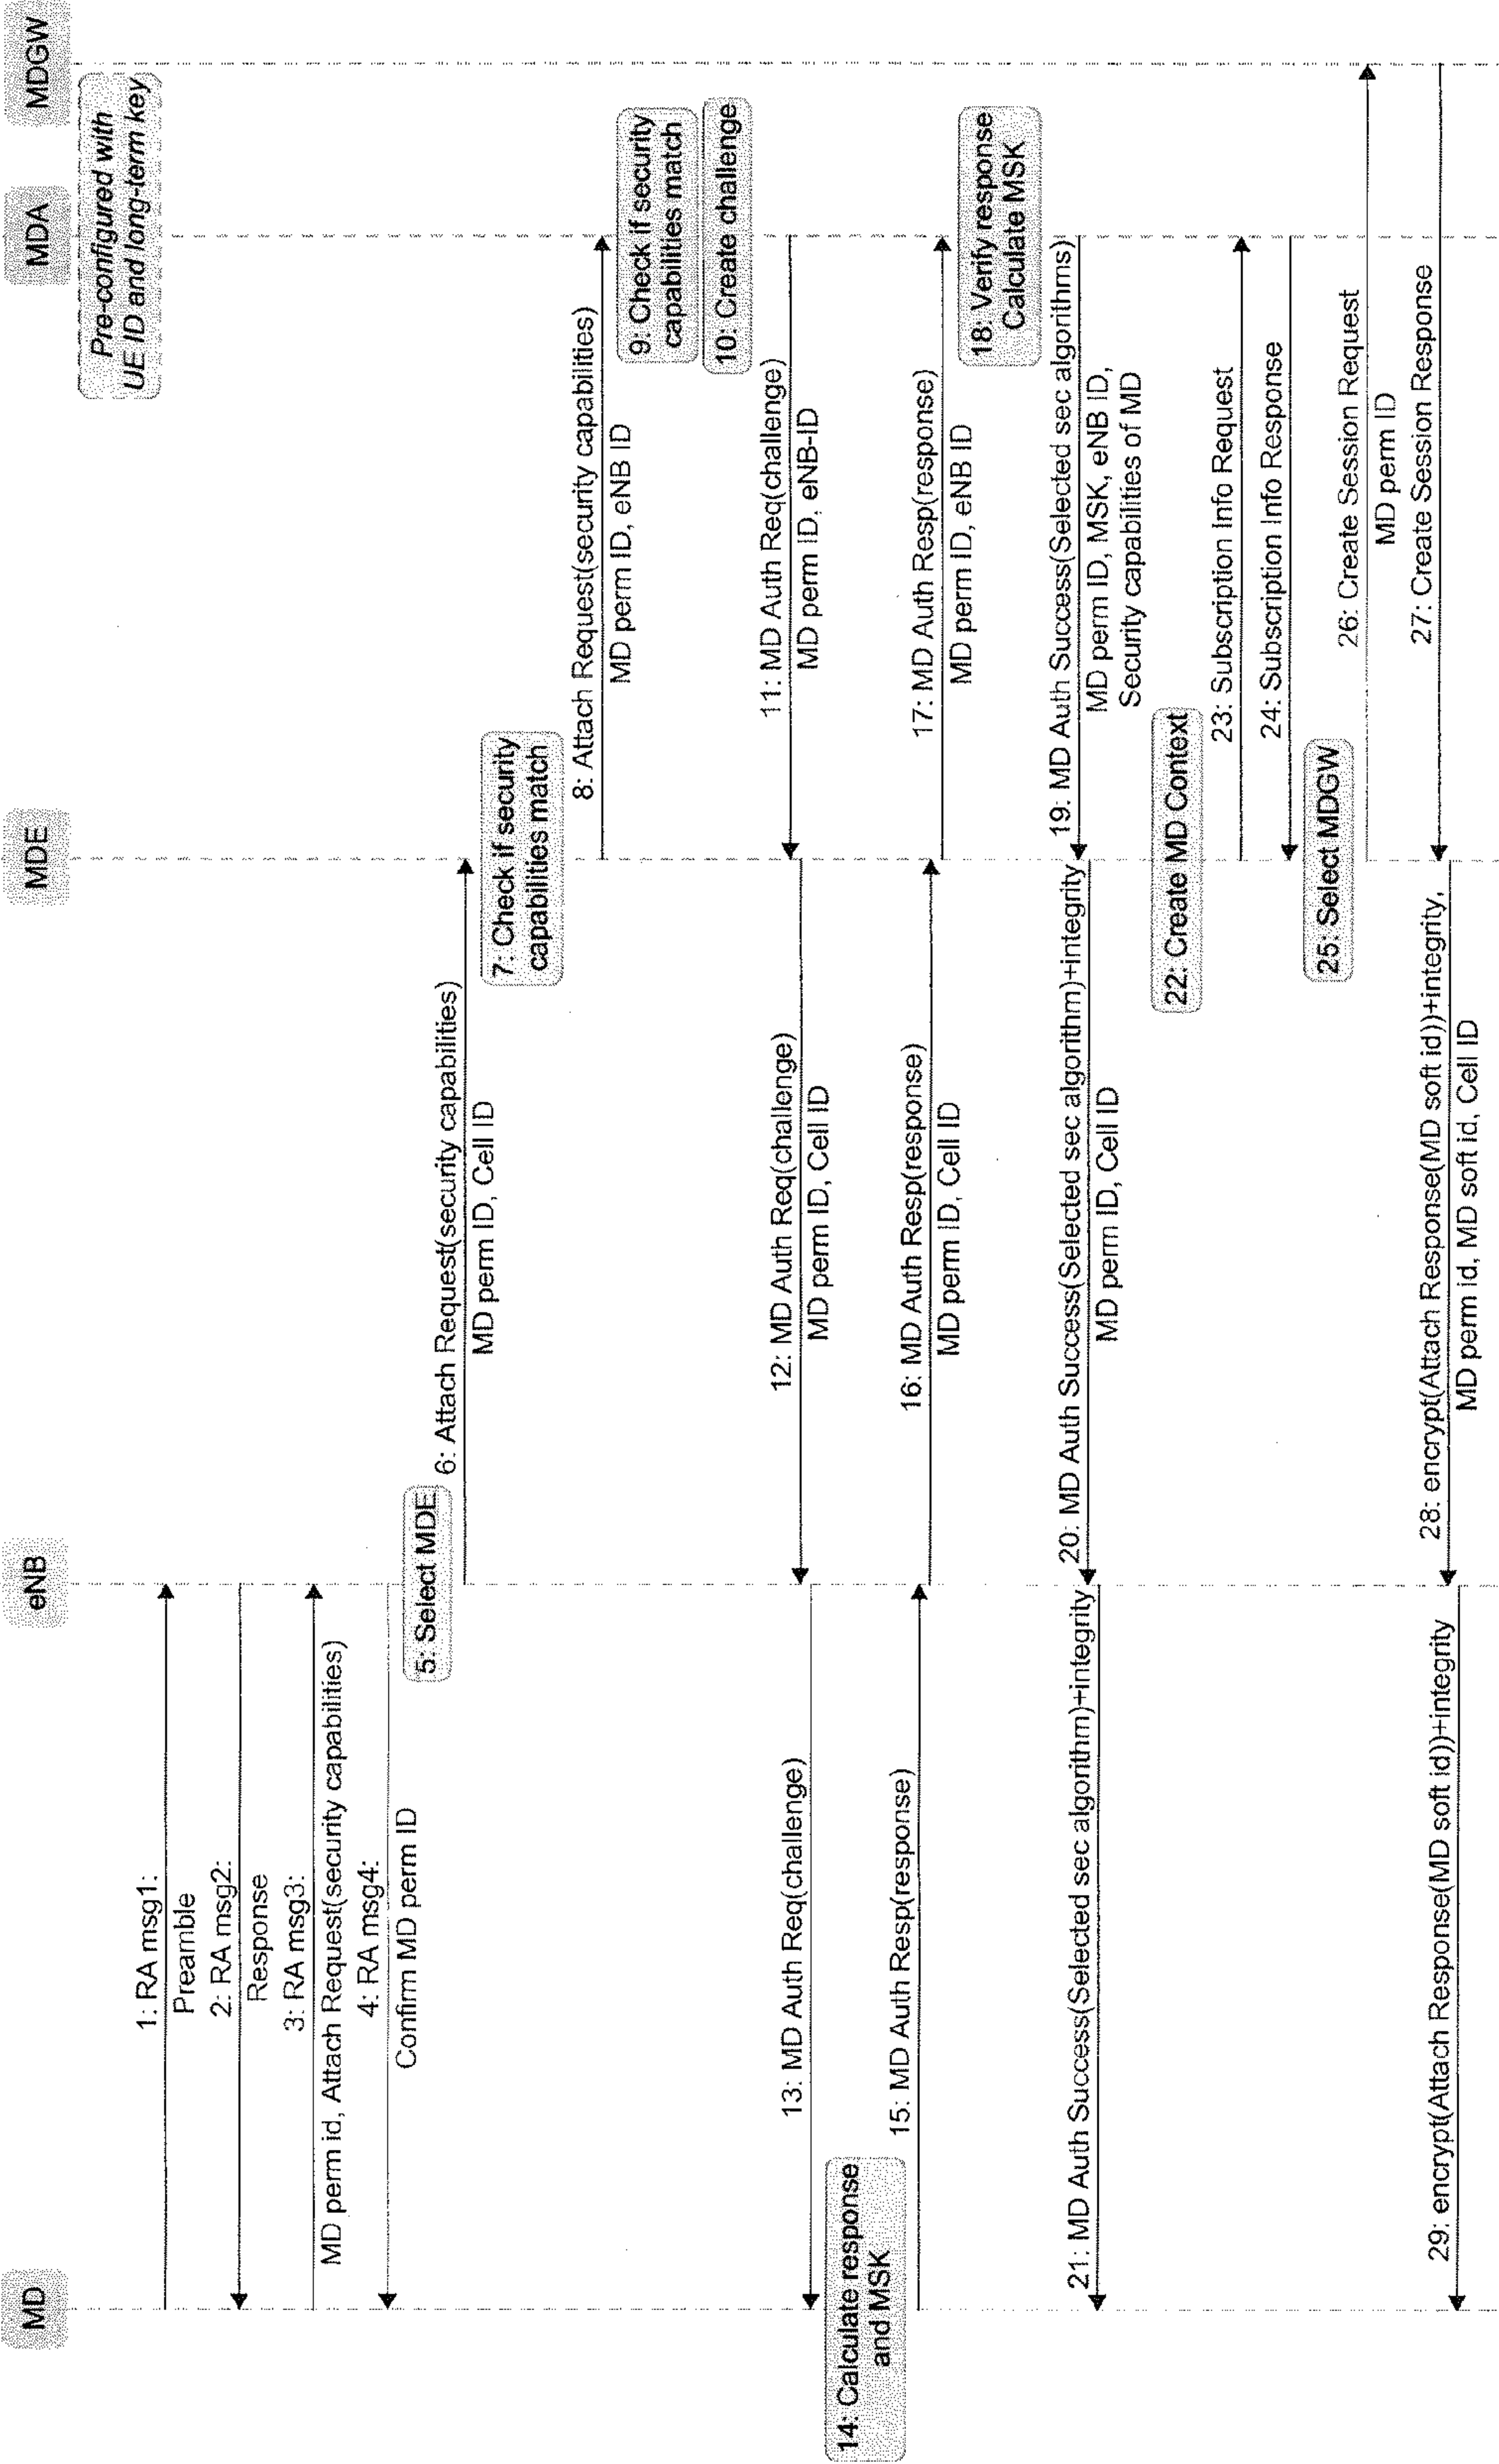 MD
eNB
MDE
MDA
MDGW
Pre-configured with
UE ID and long-term key
1: RA msg1:
Preamble
2: RA msg2:
Response
3: RA msg3:
MD perm id, Attach Request(security capabilities)
4: RA msg4:
Confirm MD perm ID
5: Select MDE
6: Attach Request(security capabilities)
MD perm ID, Cell ID
7: Check if security
capabilities match
8: Attach Request(security capabilities)
MD perm ID, eNB ID
9: Check if security
capabilities match
10: Create challenge
11: MD Auth Req(challenge)
MD perm ID, eNB-ID
12: MD Auth Req(challenge)
MD perm ID, Cell ID
13: MD Auth Req(challenge)
14: Calculate response
and MSK
15: MD Auth Resp(response)
16: MD Auth Resp(response)
MD perm ID, Cell ID
17: MD Auth Resp(response)
MD perm ID, eNB ID
18: Verify response
Calculate MSK
19: MD Auth Success(Selected sec algorithms)
MD perm ID, MSK, eNB ID,
Security capabilities of MD
20: MD Auth Success(Selected sec algorithm)+integrity
MD perm ID, Cell ID
21: MD Auth Success(Selected sec algorithm)+integrity
22: Create MD Context
23: Subscription Info Request
24: Subscription Info Response
25: Select MDGW
26: Create Session Request
MD perm ID
27: Create Session Response
28: encrypt(Attach Response(MD soft id))+integrity,
MD perm id, MD soft id, Cell ID
29: encrypt(Attach Response(MD soft id))+integrity